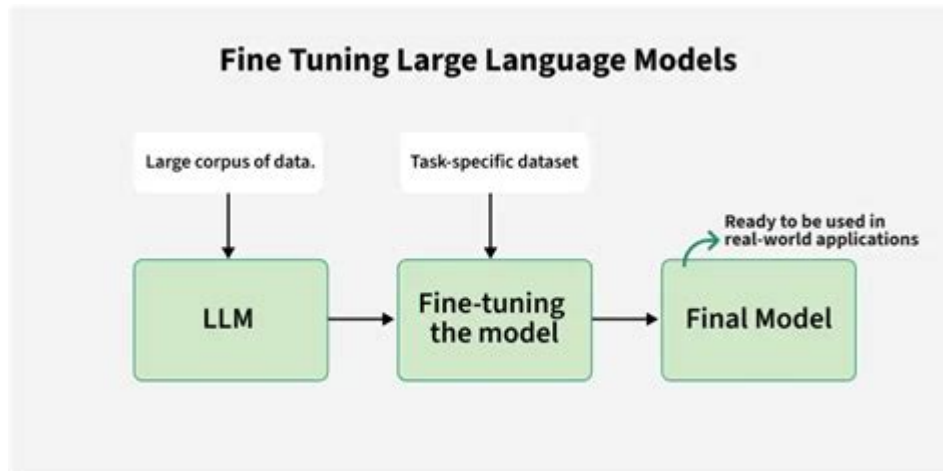 Fine Tuning Large Language Models
Large corpus of data.
Task-specific dataset
Ready to be used in
real-world applications
LLM
Fine-tuning
the model
Final Model